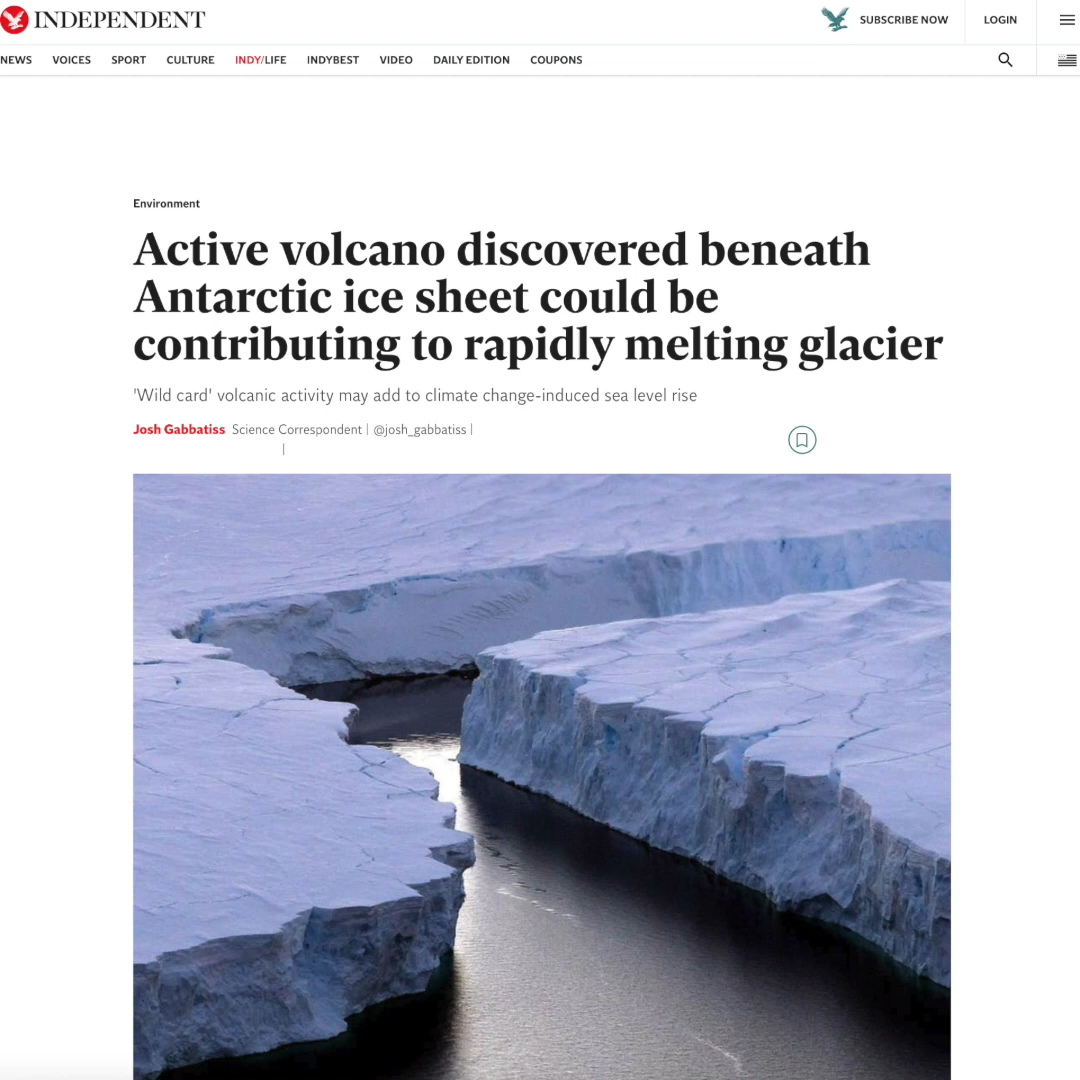 INDEPENDENT
SUBSCRIBE NOW
LOGIN
NEWS VOICES SPORT CULTURE INDY/LIFE INDYBEST VIDEO DAILY EDITION COUPONS
Environment
Active volcano discovered beneath
Antarctic ice sheet could be
contributing to rapidly melting glacier
'Wild card' volcanic activity may add to climate change-induced sea level rise
Josh Gabbatiss Science Correspondent | @josh_gabbatiss |
|